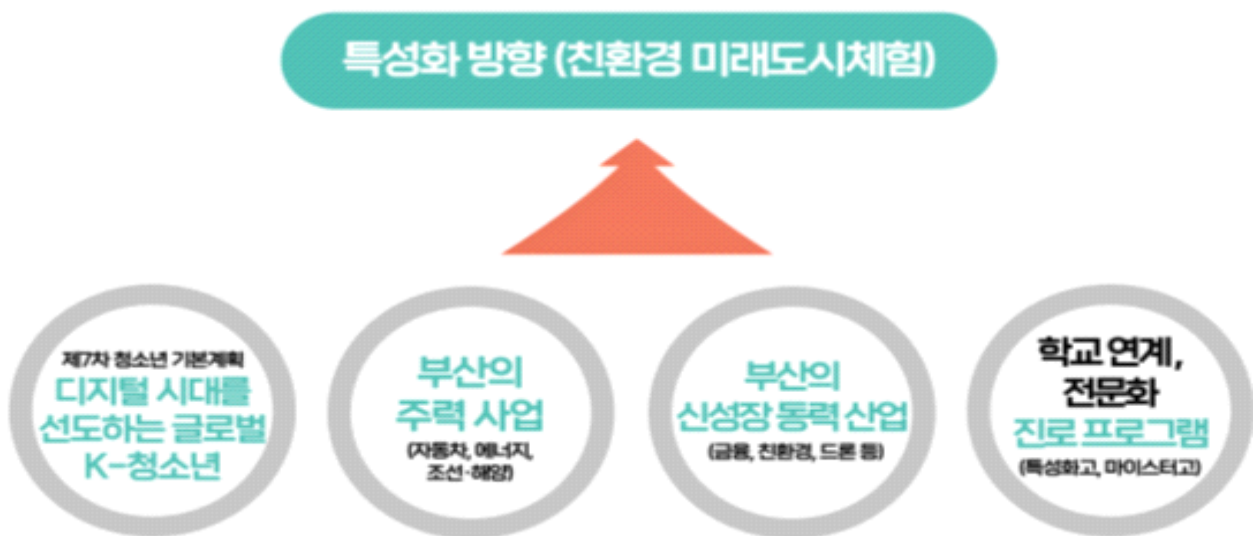 특성화 방향 (친환경 미래도시체험)
제7차 청소년 기본계획
디지털 시대를
선도하는 글로벌
K-청소년
부산의
주력 사업
(자동차, 에너지,
조선·해양)
부산의
신성장 동력 산업
(금융, 친환경, 드론 등)
학교 연계,
전문화
진로 프로그램
(특성화고, 마이스터고)